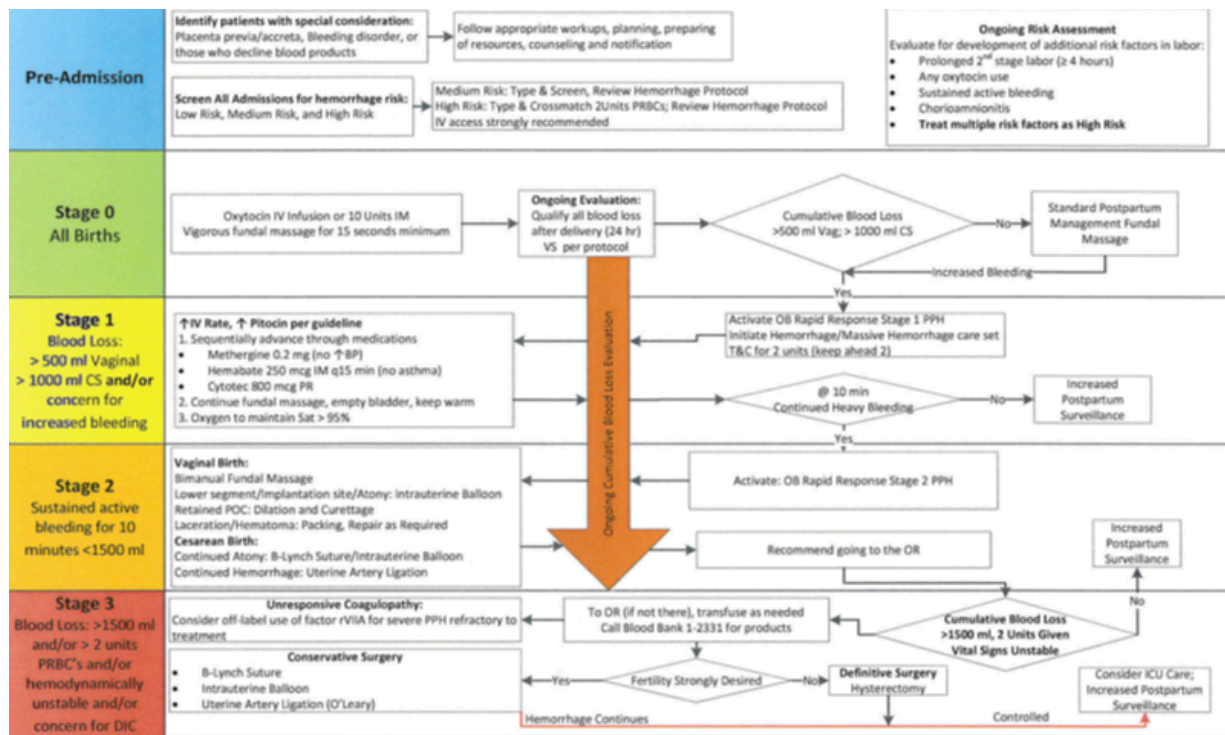 Pre-Admission
Identify patients with special consideration:
Placenta previa/accreta, Bleeding disorder, or
those who decline blood products
Follow appropriate workups, planning, preparing
of resources, counseling and notification
Screen All Admissions for hemorrhage risk:
Low Risk, Medium Risk, and High Risk
Medium Risk: Type & Screen, Review Hemorrhage Protocol
High Risk: Type & Crossmatch 2Units PRBCs; Review Hemorrhage Protocol
IV access strongly recommended
Ongoing Risk Assessment
Evaluate for development of additional risk factors in labor:
• Prolonged 2nd stage labor (≥ 4 hours)
• Any oxytocin use
• Sustained active bleeding
• Chorioamnionitis
• Treat multiple risk factors as High Risk
Stage 0
All Births
Oxytocin IV Infusion or 10 Units IM
Vigorous fundal massage for 15 seconds minimum
Ongoing Evaluation:
Qualify all blood loss
after delivery (24 hr)
VS per protocol
Cumulative Blood Loss
>500 ml Vag; > 1000 ml CS
No
Standard Postpartum
Management Fundal
Massage
Increased Bleeding
Yes
Ongoing Cumulative Blood Loss Evaluation
Stage 1
Blood Loss:
> 500 ml Vaginal
> 1000 ml CS and/or
concern for
increased bleeding
↑IV Rate, ↑ Pitocin per guideline
1. Sequentially advance through medications
• Methergine 0.2 mg (no ↑BP)
• Hemabate 250 mcg IM q15 min (no asthma)
• Cytotec 800 mcg PR
2. Continue fundal massage, empty bladder, keep warm
3. Oxygen to maintain Sat > 95%
Activate OB Rapid Response Stage 1 PPH
Initiate Hemorrhage/Massive Hemorrhage care set
T&C for 2 units (keep ahead 2)
@ 10 min
Continued Heavy Bleeding
No
Increased
Postpartum
Surveillance
Yes
Stage 2
Sustained active
bleeding for 10
minutes <1500 ml
Vaginal Birth:
Bimanual Fundal Massage
Lower segment/Implantation site/Atony: Intrauterine Balloon
Retained POC: Dilation and Curettage
Laceration/Hematoma: Packing, Repair as Required
Cesarean Birth:
Continued Atony: B-Lynch Suture/Intrauterine Balloon
Continued Hemorrhage: Uterine Artery Ligation
Activate: OB Rapid Response Stage 2 PPH
Recommend going to the OR
Increased
Postpartum
Surveillance
No
Stage 3
Blood Loss: >1500 ml
and/or > 2 units
PRBC's and/or
hemodynamically
unstable and/or
concern for DIC
Unresponsive Coagulopathy:
Consider off-label use of factor rVIIA for severe PPH refractory to
treatment
To OR (if not there), transfuse as needed
Call Blood Bank 1-2331 for products
Cumulative Blood Loss
>1500 ml, 2 Units Given
Vital Signs Unstable
Conservative Surgery
• B-Lynch Suture
• Intrauterine Balloon
• Uterine Artery Ligation (O'Leary)
Yes
Fertility Strongly Desired
No
Definitive Surgery
Hysterectomy
Consider ICU Care;
Increased Postpartum
Surveillance
Hemorrhage Continues
Controlled